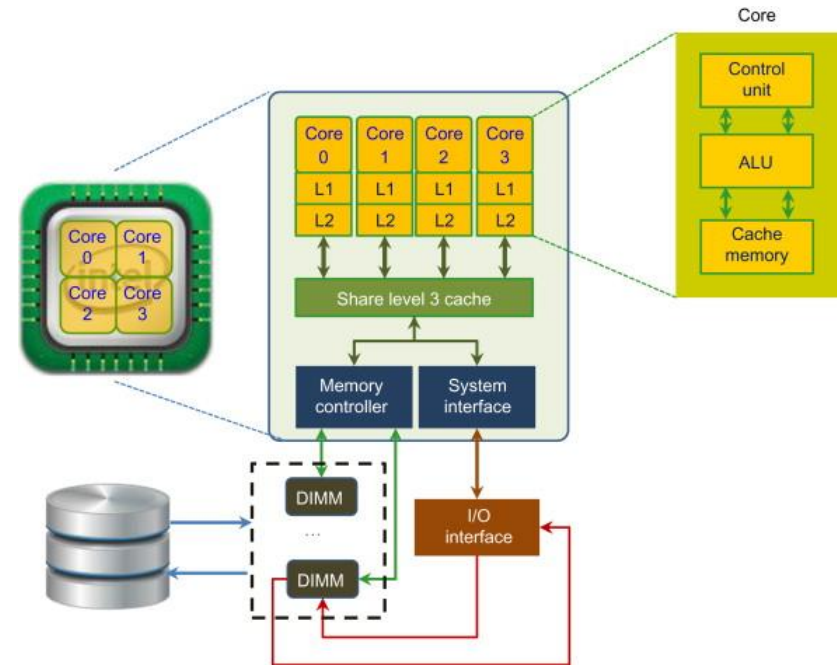 Core
Control
unit
ALU
Cache
memory
Core
0
Core
1
Core
2
Core
3
L1
L1
L1
L1
L2
L2
L2
L2
Share level 3 cache
Memory
controller
System
interface
Core
0
Core
1
Core
2
Core
3
intel
DIMM
...
DIMM
I/O
interface